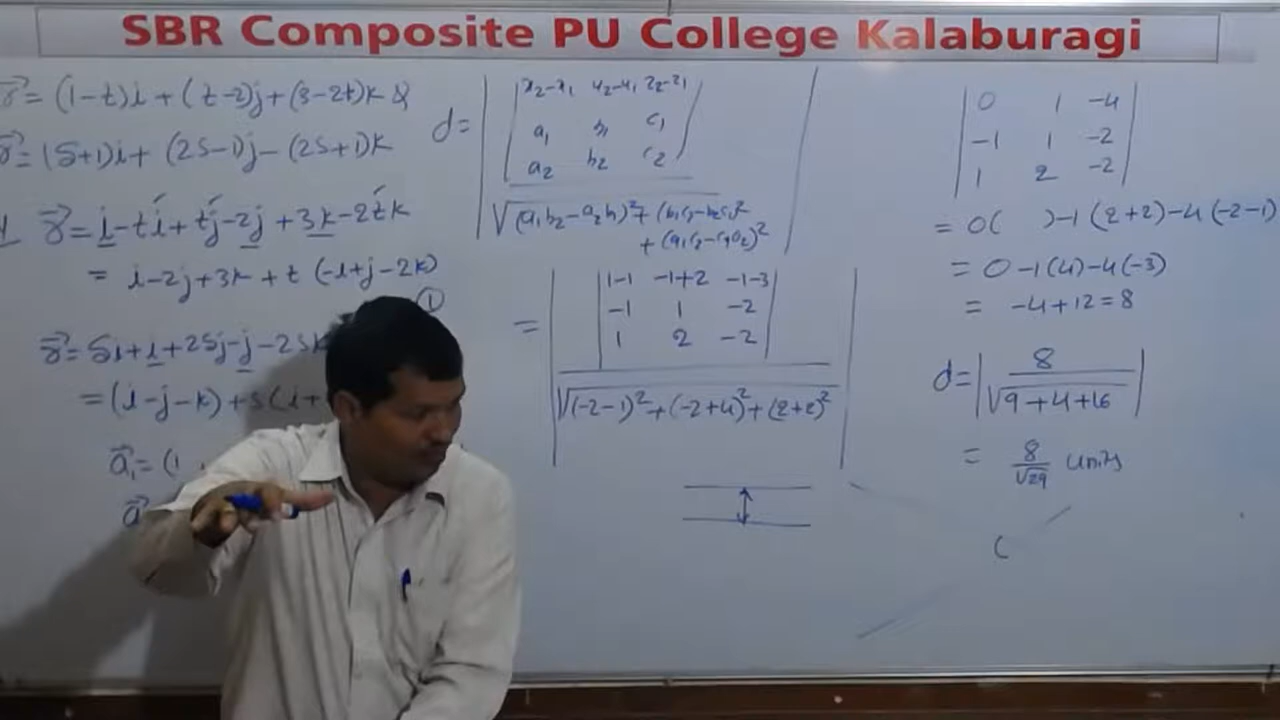 SBR Composite PU College Kalaburagi
r⃗ = (1-t)i + (t-2)j + (3-2t)k &
r⃗ = (S+1)i + (2S-1)j - (2S+1)k
r⃗ = i - ti + tj - 2j + 3k - 2tk
= i-2j+3k + t (-i+j-2k)
①
r⃗ = Si+i+2Sj-j-2Sk
= (i-j-k) + s(i+
a⃗₁ = (1
a⃗
d = | | x₂-x₁ y₂-y₁ z₂-z₁ |
a₁ b₁ c₁
a₂ b₂ c₂
√(a₁b₂-a₂b₁)²+ (b₁c₂-b₂c₁)²
+ (a₁c₂-c₁a₂)²
= | | 1-1 -1+2 -1-3 |
-1 1 -2
1 2 -2
√(-2-1)²+(-2+4)²+(2+2)²
| 0 1 -4 |
| -1 1 -2 |
| 1 2 -2 |
= 0( ) -1 (2+2) -4 (-2-1)
= 0 -1(4) -4(-3)
= -4+12 = 8
d = | 8 / √9+4+16 |
= 8/√29 units
(